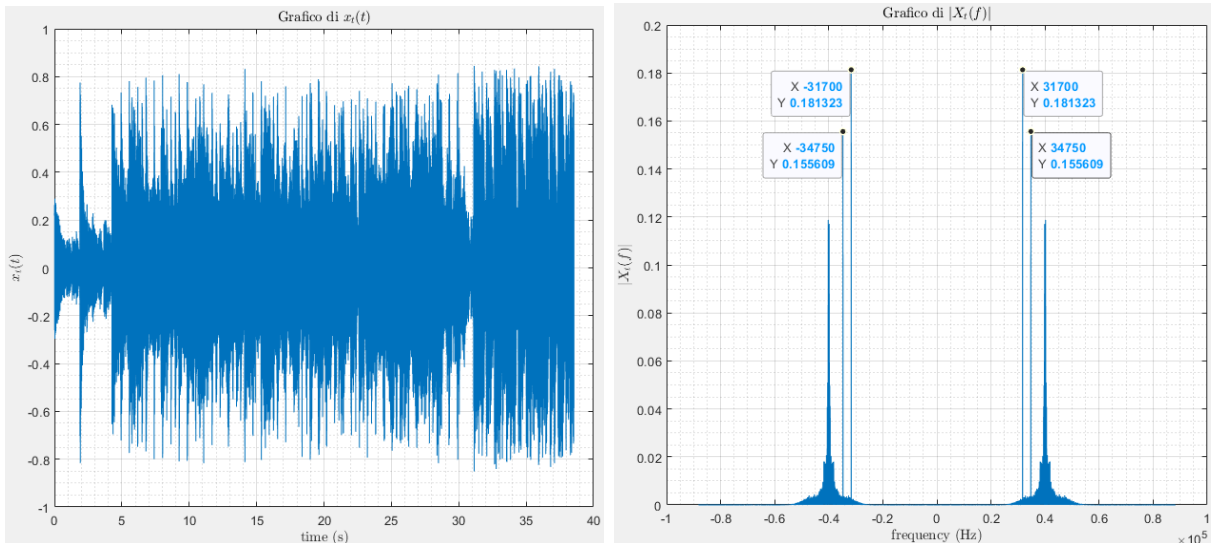 Grafico di x_t(t)
1
0.8
0.6
0.4
0.2
0
-0.2
-0.4
-0.6
-0.8
-1
x_t(t)
0 5 10 15 20 25 30 35 40
time (s)
Grafico di |X_t(f)|
0.2
0.18
0.16
0.14
0.12
0.1
0.08
0.06
0.04
0.02
0
|X_t(f)|
X -31700
Y 0.181323
X 31700
Y 0.181323
X -34750
Y 0.155609
X 34750
Y 0.155609
-1 -0.8 -0.6 -0.4 -0.2 0 0.2 0.4 0.6 0.8 1
frequency (Hz)
×10^5